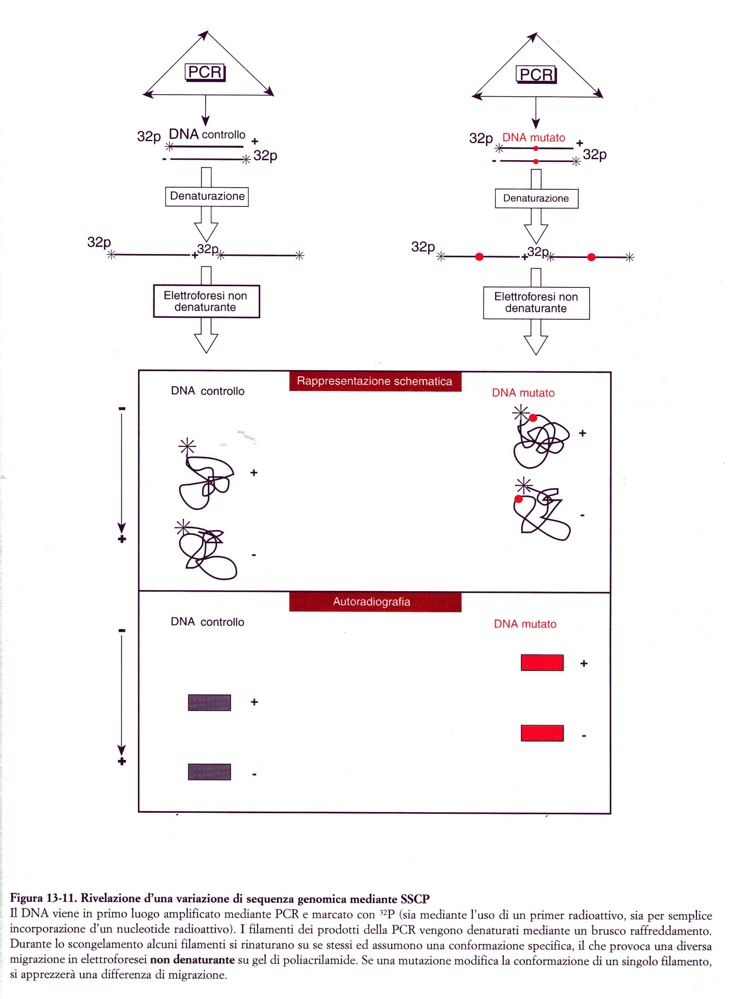 PCR
PCR
32p DNA controllo +
- 32p
32p DNA mutato +
- 32p
Denaturazione
Denaturazione
32p + 32p
32p + 32p
Elettroforesi non
denaturante
Elettroforesi non
denaturante
Rappresentazione schematica
DNA controllo
DNA mutato
-
+
+
-
+
-
+
Autoradiografia
DNA controllo
DNA mutato
-
+
+
-
+
-
Figura 13-11. Rivelazione d'una variazione di sequenza genomica mediante SSCP
Il DNA viene in primo luogo amplificato mediante PCR e marcato con ³²P (sia mediante l'uso di un primer radioattivo, sia per semplice
incorporazione d'un nucleotide radioattivo). I filamenti dei prodotti della PCR vengono denaturati mediante un brusco raffreddamento.
Durante lo scongelamento alcuni filamenti si rinaturano su se stessi ed assumono una conformazione specifica, il che provoca una diversa
migrazione in elettroforesei non denaturante su gel di poliacrilamide. Se una mutazione modifica la conformazione di un singolo filamento,
si apprezzerà una differenza di migrazione.